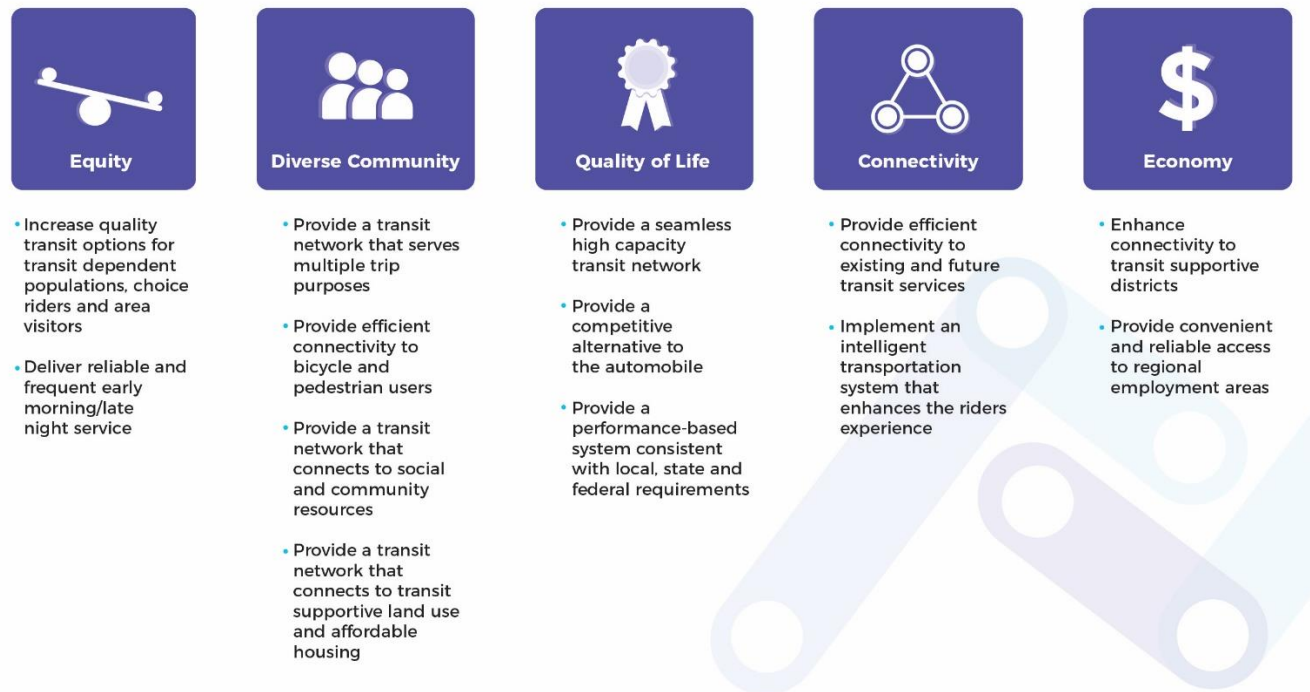 Equity
• Increase quality
transit options for
transit dependent
populations, choice
riders and area
visitors
• Deliver reliable and
frequent early
morning/late
night service
Diverse Community
• Provide a transit
network that serves
multiple trip
purposes
• Provide efficient
connectivity to
bicycle and
pedestrian users
• Provide a transit
network that
connects to social
and community
resources
• Provide a transit
network that
connects to transit
supportive land use
and affordable
housing
Quality of Life
• Provide a seamless
high capacity
transit network
• Provide a
competitive
alternative to
the automobile
• Provide a
performance-based
system consistent
with local, state and
federal requirements
Connectivity
• Provide efficient
connectivity to
existing and future
transit services
• Implement an
intelligent
transportation
system that
enhances the riders
experience
$
Economy
• Enhance
connectivity to
transit supportive
districts
• Provide convenient
and reliable access
to regional
employment areas